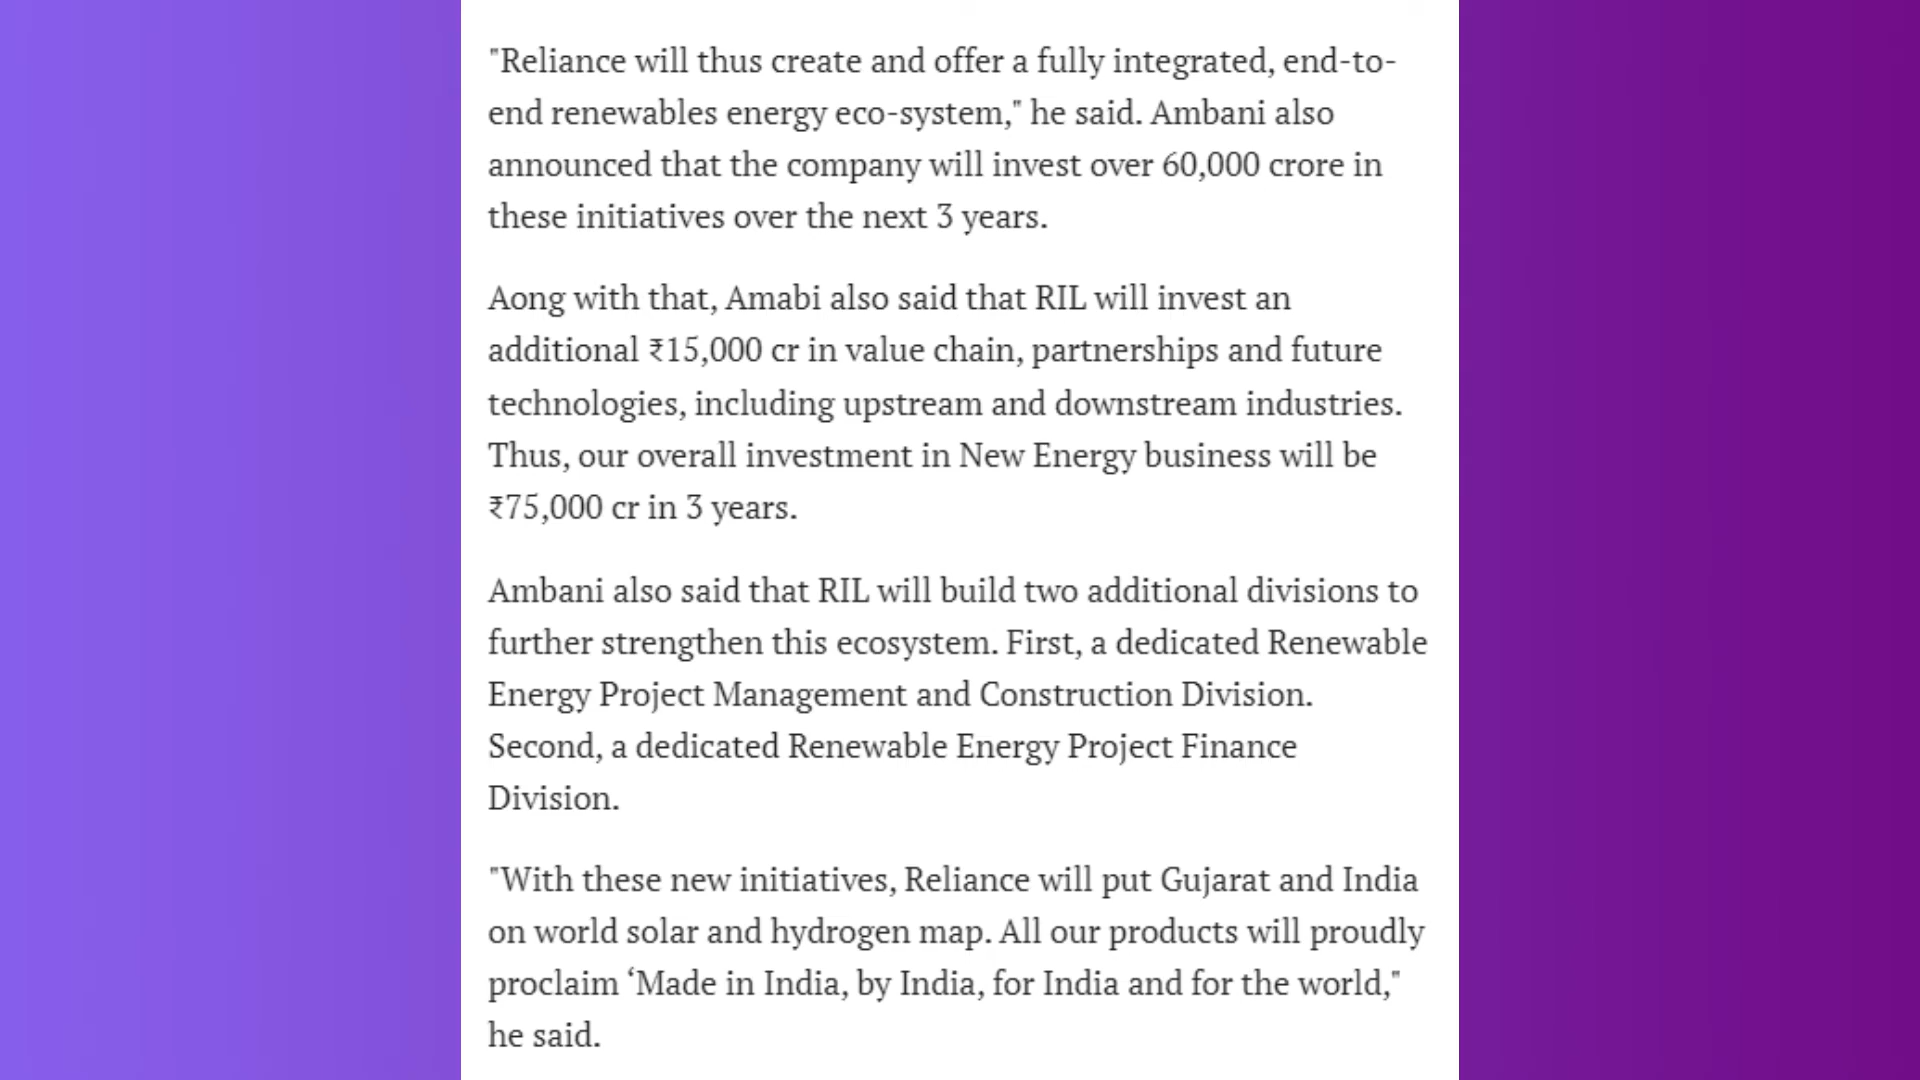 "Reliance will thus create and offer a fully integrated, end-to-
end renewables energy eco-system," he said. Ambani also
announced that the company will invest over 60,000 crore in
these initiatives over the next 3 years.
Aong with that, Amabi also said that RIL will invest an
additional ₹15,000 cr in value chain, partnerships and future
technologies, including upstream and downstream industries.
Thus, our overall investment in New Energy business will be
₹75,000 cr in 3 years.
Ambani also said that RIL will build two additional divisions to
further strengthen this ecosystem. First, a dedicated Renewable
Energy Project Management and Construction Division.
Second, a dedicated Renewable Energy Project Finance
Division.
"With these new initiatives, Reliance will put Gujarat and India
on world solar and hydrogen map. All our products will proudly
proclaim ‘Made in India, by India, for India and for the world,"
he said.